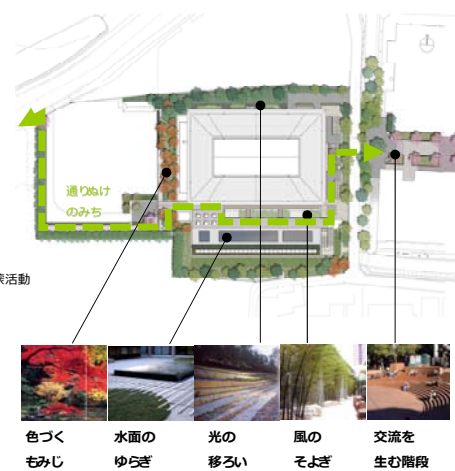 通りぬけ
のみち
活動
色づく
もみじ
水面の
ゆらぎ
光の
移ろい
風の
そよぎ
交流を
生む階段